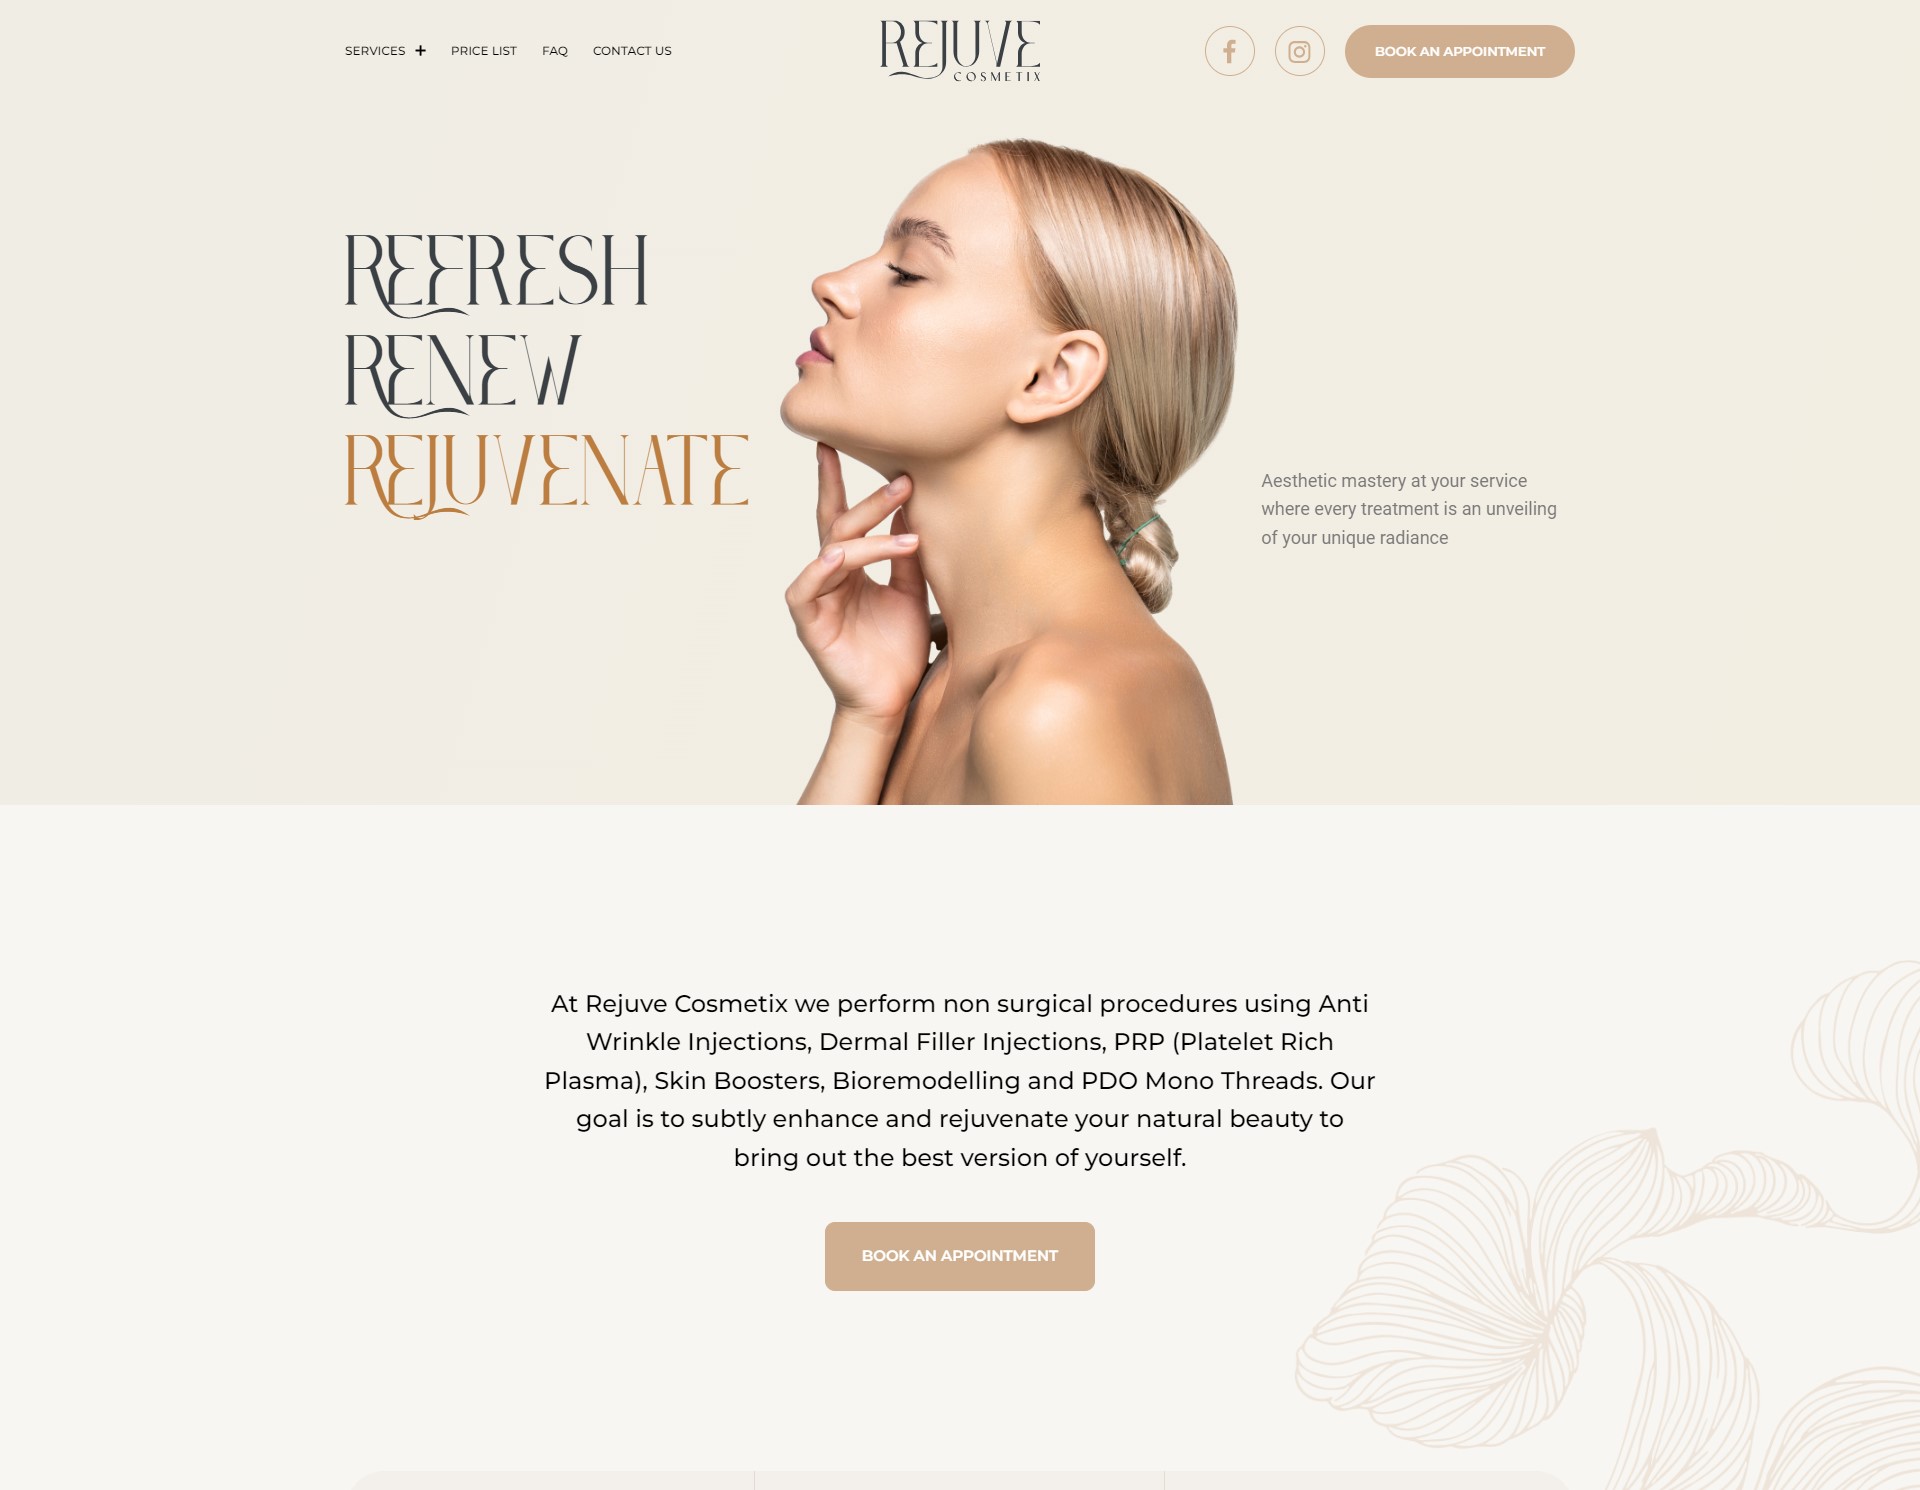 SERVICES
PRICE LIST
FAQ
CONTACT US
REJUVE
COSMETIX
BOOK AN APPOINTMENT
REFRESH
RENEW
REJUVENATE
Aesthetic mastery at your service
where every treatment is an unveiling
of your unique radiance
At Rejuve Cosmetix we perform non surgical procedures using Anti
Wrinkle Injections, Dermal Filler Injections, PRP (Platelet Rich
Plasma), Skin Boosters, Bioremodelling and PDO Mono Threads. Our
goal is to subtly enhance and rejuvenate your natural beauty to
bring out the best version of yourself.
BOOK AN APPOINTMENT